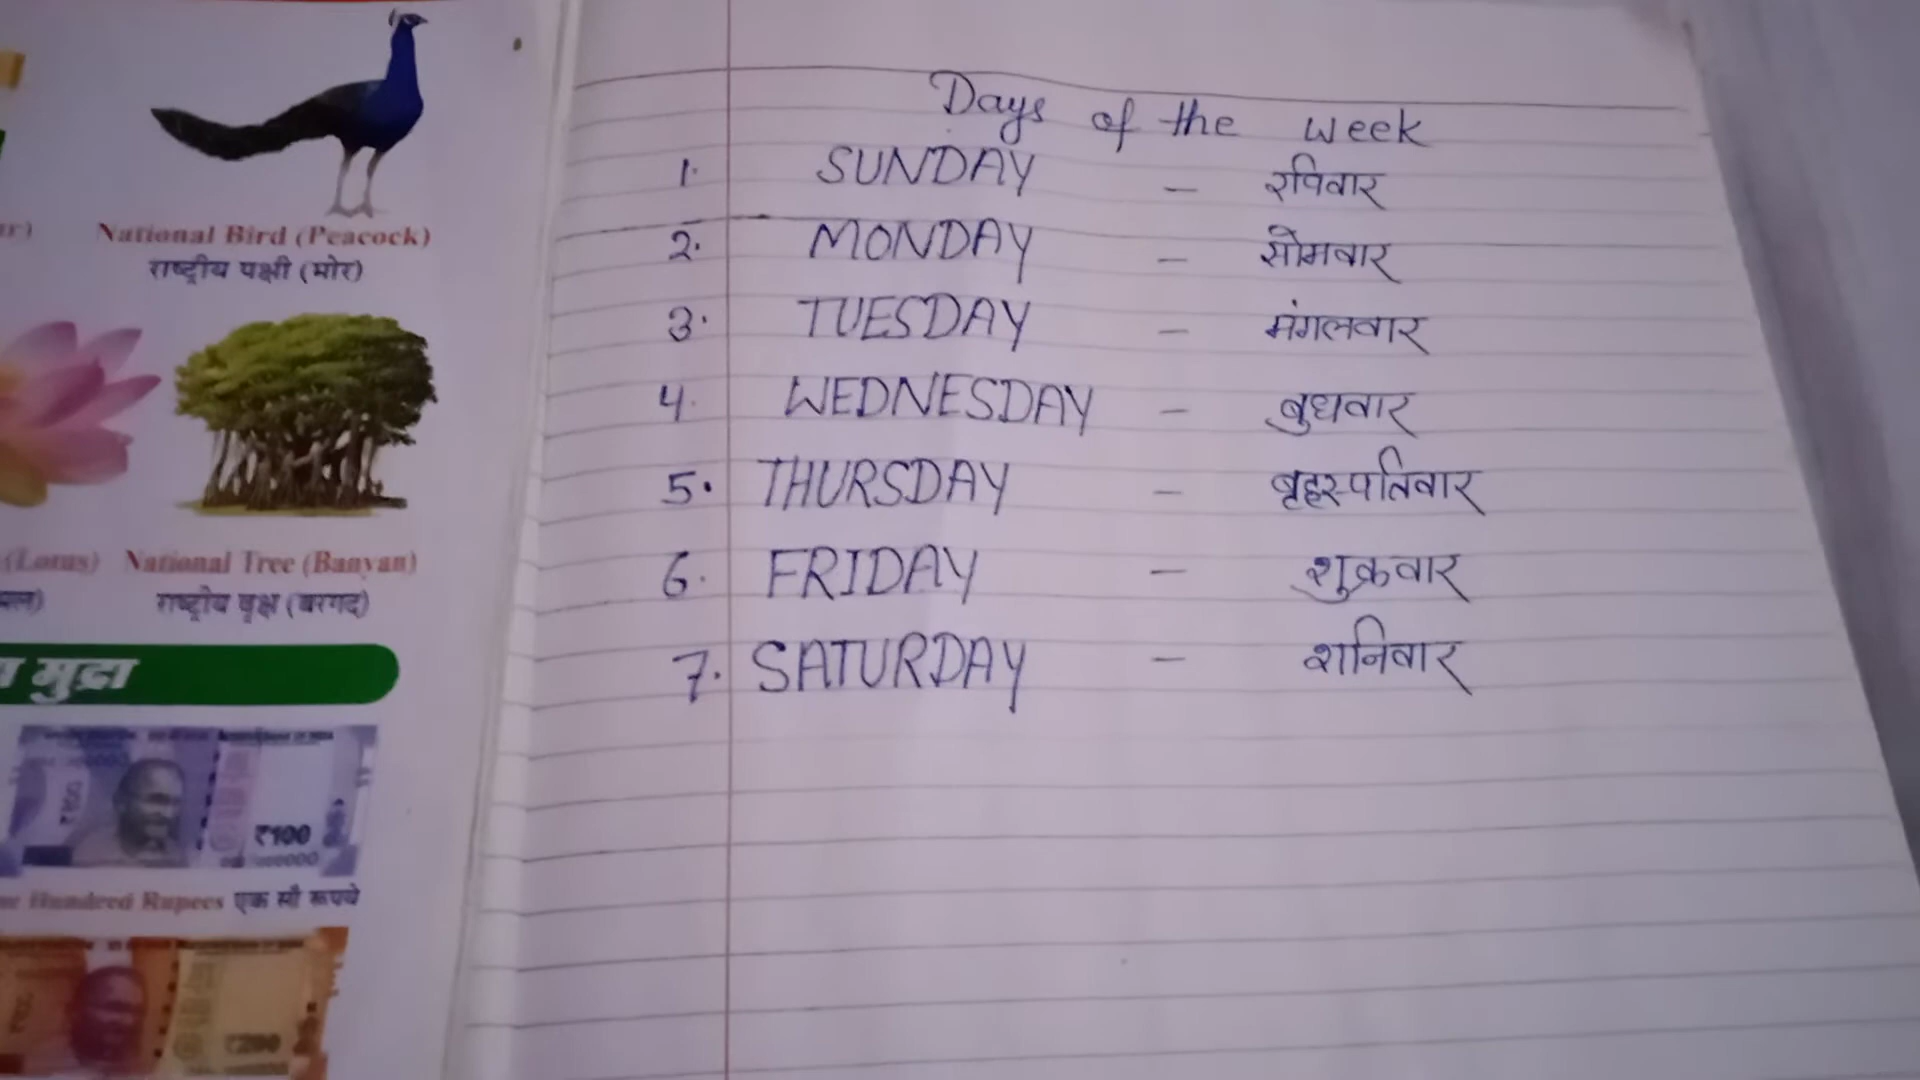 National Bird (Peacock)
राष्ट्रीय पक्षी (मोर)
(Lotus) National Tree (Banyan)
राष्ट्रीय वृक्ष (बरगद)
मुद्रा
₹100
Hundred Rupees एक सौ रूपये
₹200
Days of the week
1. SUNDAY - रविवार
2. MONDAY - सोमवार
3. TUESDAY - मंगलवार
4. WEDNESDAY - बुधवार
5. THURSDAY - बृहस्पतिवार
6. FRIDAY - शुक्रवार
7. SATURDAY - शनिवार